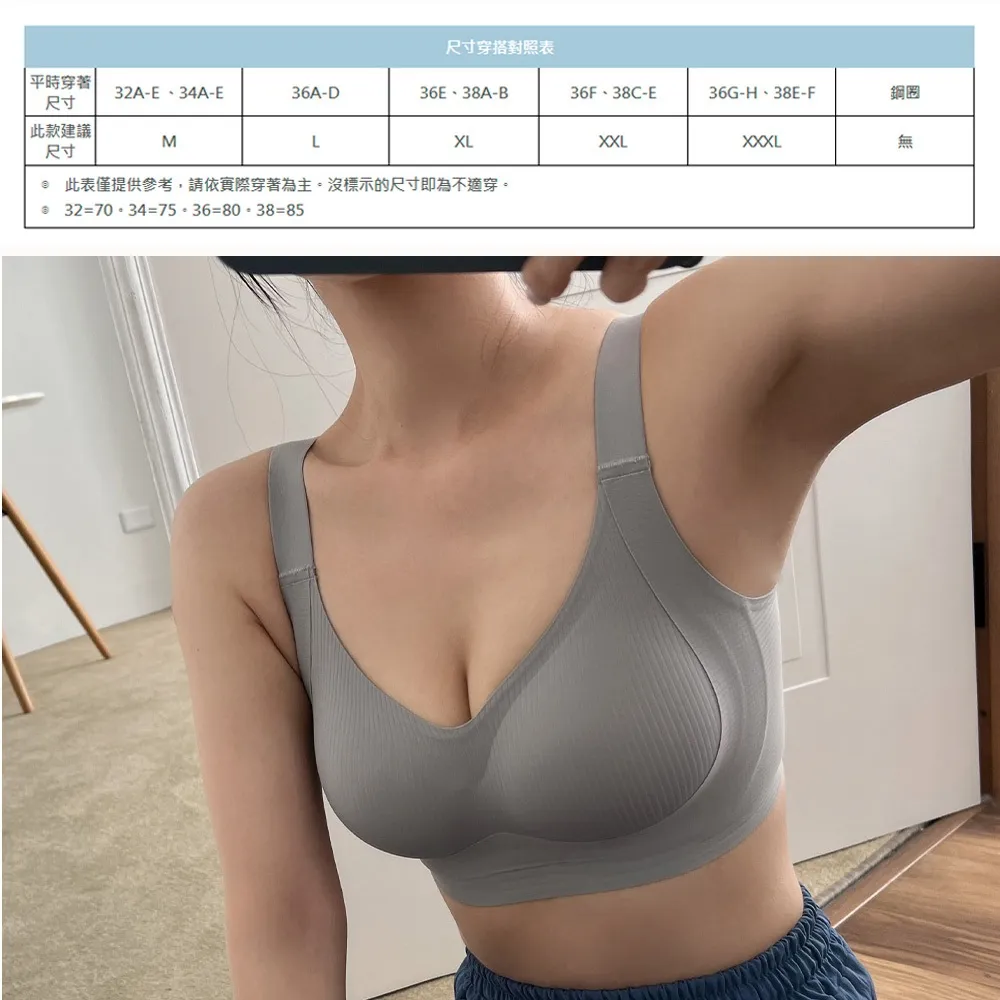 尺寸穿搭對照表
平時穿著尺寸 32A-E、34A-E 36A-D 36E、38A-B 36F、38C-E 36G-H、38E-F 鋼圈
此款建議尺寸 M L XL XXL XXXL 無
◎ 此表僅提供參考，請依實際穿著為主。沒標示的尺寸即為不適穿。
◎ 32=70。34=75。36=80。38=85